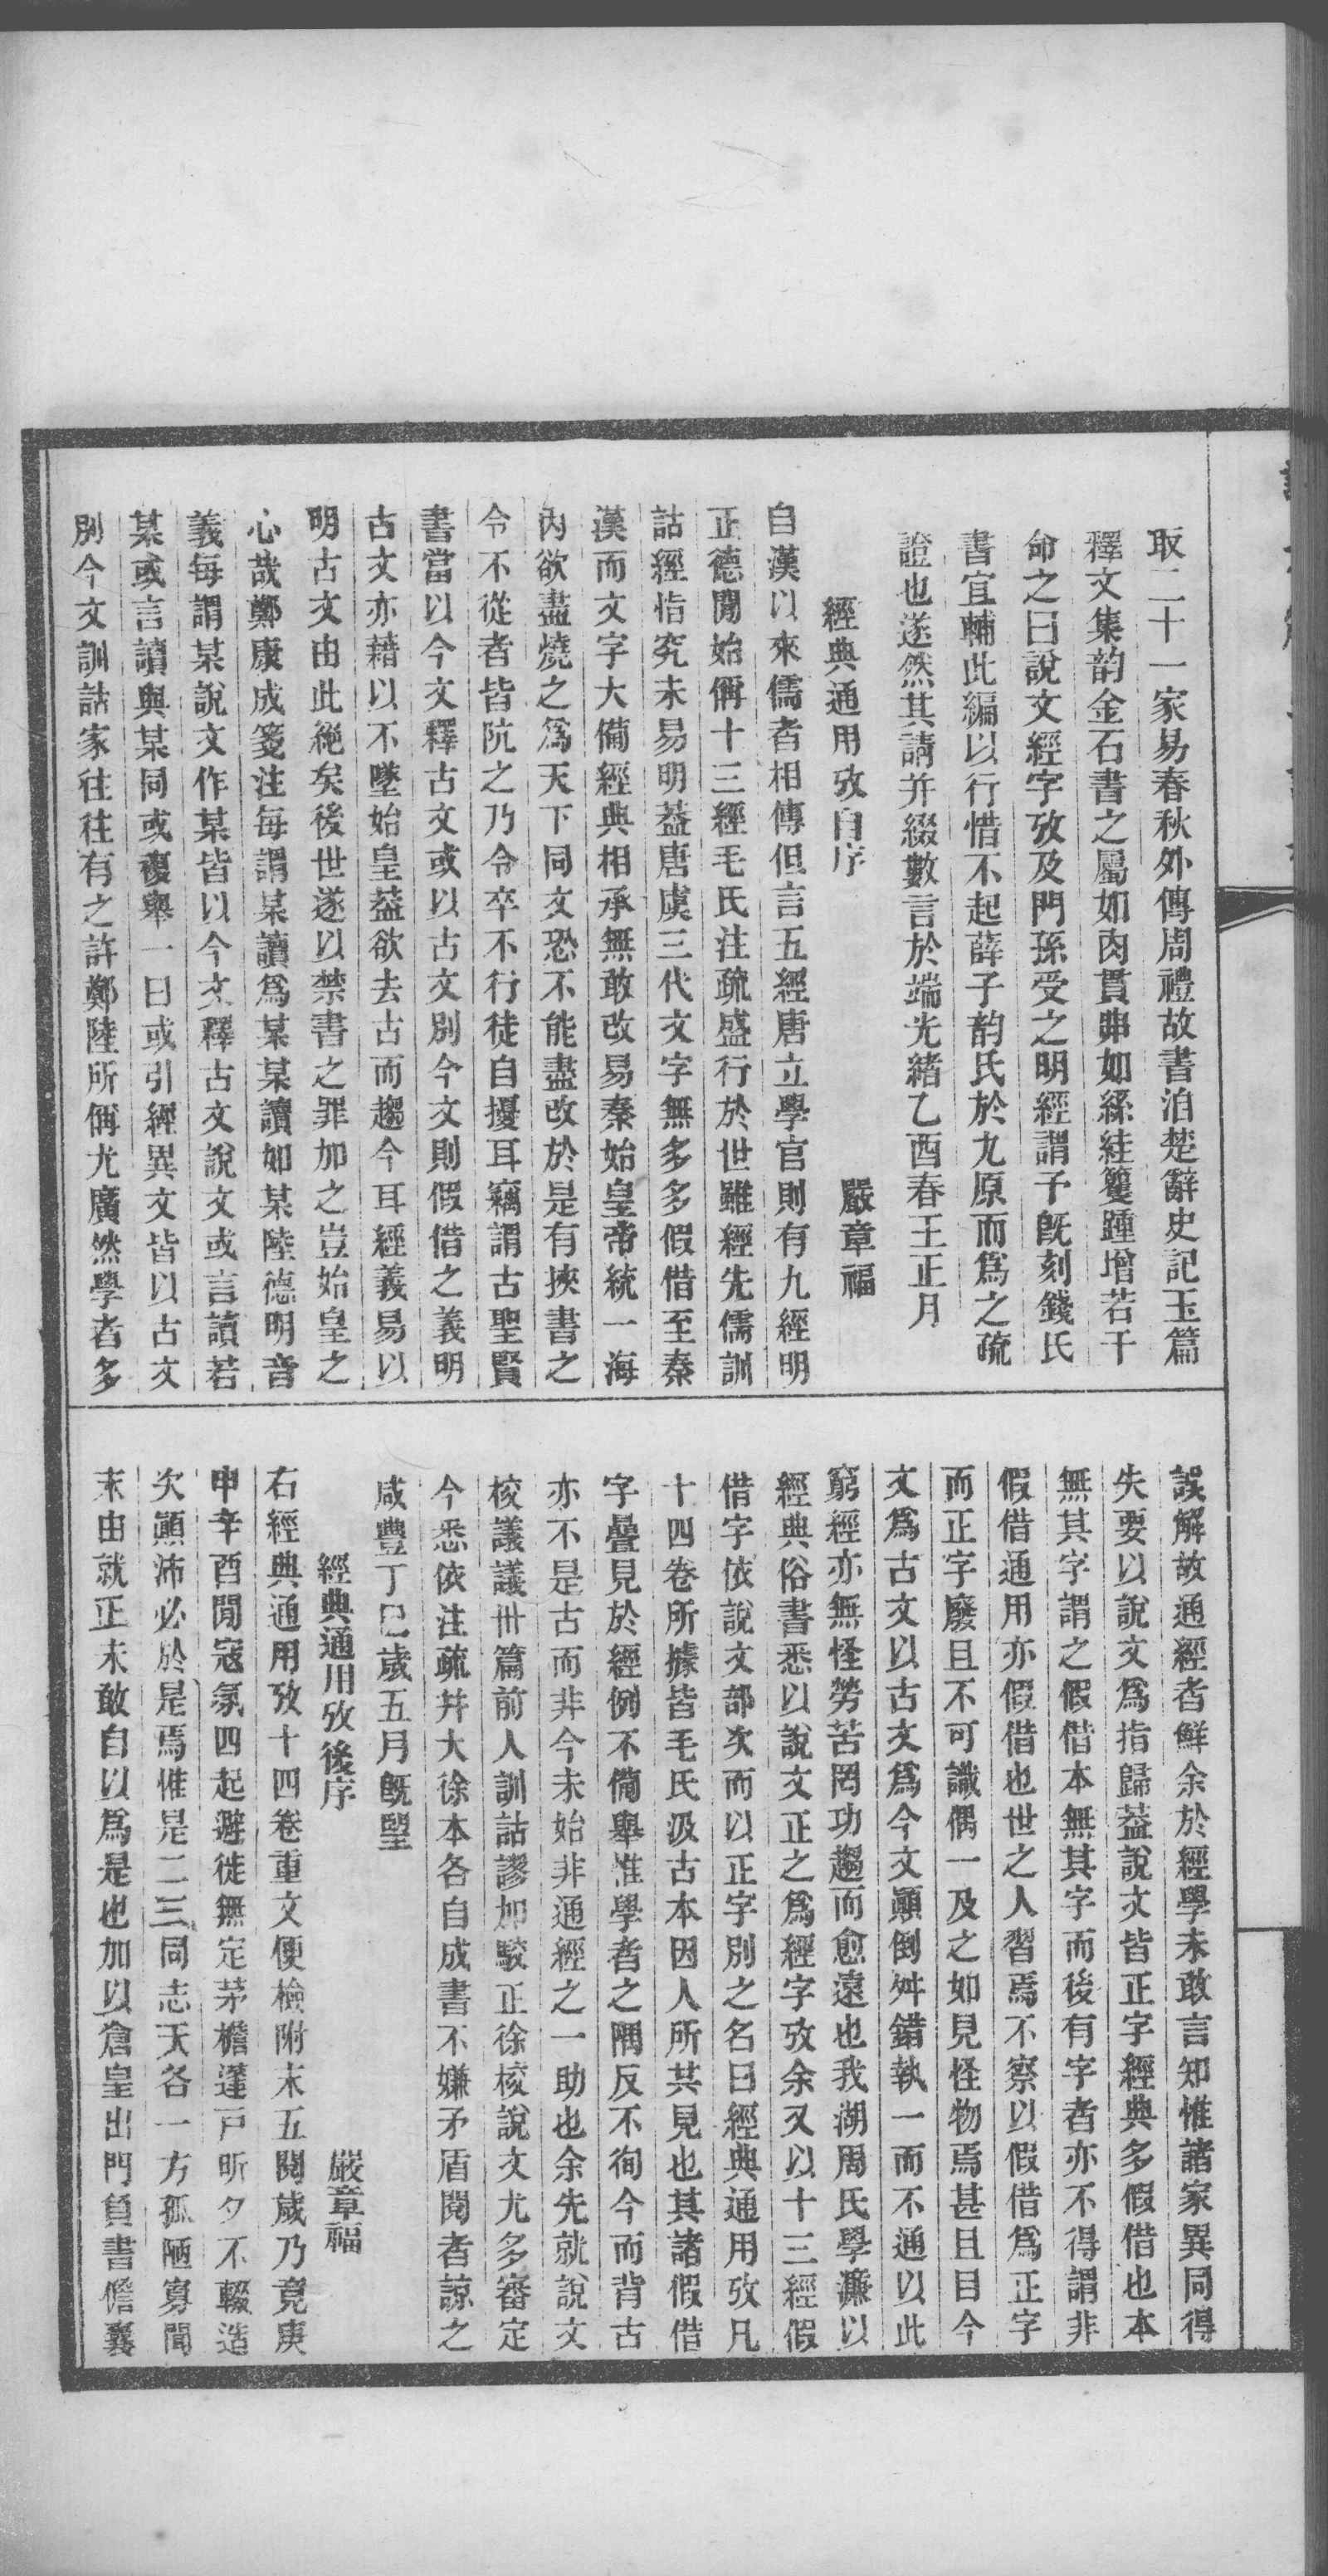 取二十一家易春秋外傳周禮故書洎楚辭史記玉篇
釋文集韵金石書之屬如肉貫丳如絲絓籰踵增若干
命之曰說文經字攷及門孫受之明經謂予旣刻錢氏
書宜輔此編以行惜不起薛子韵氏於九原而爲之疏
證也遂然其請并綴數言於端光緒乙酉春王正月
經典通用攷自序
嚴章福
自漢以來儒者相傳但言五經唐立學官則有九經明
正德閒始偁十三經毛氏注疏盛行於世雖經先儒訓
詁經恉究未易明葢唐虞三代文字無多多假借至秦
漢而文字大備經典相承無敢改易秦始皇帝統一海
內欲盡燒之爲天下同文恐不能盡改於是有挾書之
令不從者皆阬之乃令卒不行徒自擾耳竊謂古聖賢
書當以今文釋古文或以古文別今文則假借之義明
古文亦藉以不墜始皇葢欲去古而趨今耳經義易以
明古文由此絕矣後世遂以禁書之罪加之豈始皇之
心哉鄭康成箋注每謂某讀爲某某讀如某陸德明音
義每謂某說文作某皆以今文釋古文說文或言讀若
某或言讀與某同或複舉一曰或引經異文皆以古文
別今文訓詁家往往有之許鄭陸所偁尤廣然學者多
誤解故通經者鮮余於經學未敢言知惟諸家異同得
失要以說文爲指歸葢說文皆正字經典多假借也本
無其字謂之假借本無其字而後有字者亦不得謂非
假借通用亦假借也世之人習焉不察以假借爲正字
而正字廢且不可識偶一及之如見怪物焉甚且目今
文爲古文以古文爲今文顚倒舛錯執一而不通以此
窮經亦無怪勞苦罔功趨而愈遠也我湖周氏學濂以
經典俗書悉以說文正之爲經字攷余又以十三經假
借字依說文部次而以正字別之名曰經典通用攷凡
十四卷所據皆毛氏汲古本因人所共見也其諸假借
字疊見於經例不備舉惟學者之隅反不徇今而背古
亦不是古而非今未始非通經之一助也余先就說文
校議議卅篇前人訓詁謬加駮正徐校說文尤多審定
今悉依注疏并大徐本各自成書不嫌矛盾閱者諒之
咸豐丁巳歲五月旣朢
經典通用攷後序
嚴章福
右經典通用攷十四卷重文便檢附末五閱歲乃竟庚
申辛酉閒寇氛四起避徙無定茅檐蓬戶昕夕不輟造
次顚沛必於是焉惟是二三同志天各一方孤陋寡聞
末由就正未敢自以爲是也加以倉皇出門負書儋囊